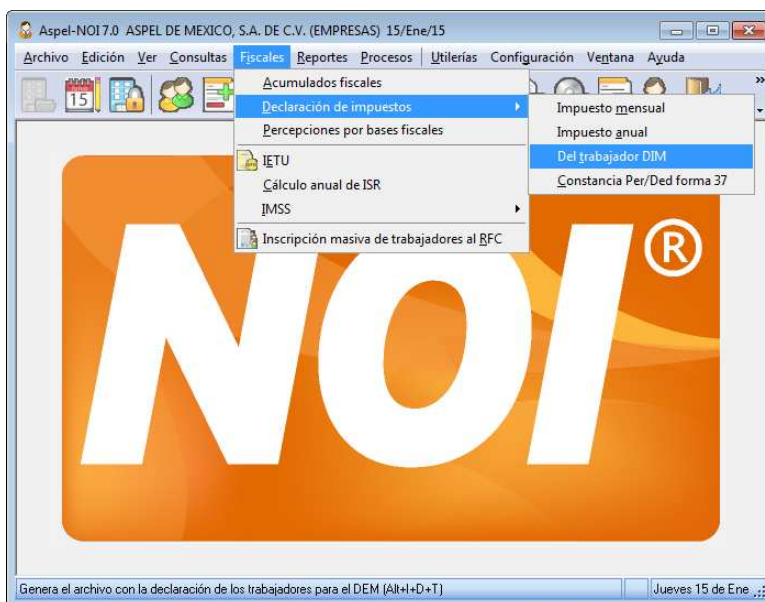 Aspel-NOI 7.0 ASPEL DE MEXICO, S.A. DE C.V. (EMPRESAS) 15/Ene/15
Archivo Edición Ver Consultas Fiscales Reportes Procesos Utilerías Configuración Ventana Ayuda
15
»
Acumulados fiscales
Declaración de impuestos
Percepciones por bases fiscales
IETU
Cálculo anual de ISR
IMSS
Inscripción masiva de trabajadores al RFC
Impuesto mensual
Impuesto anual
Del trabajador DIM
Constancia Per/Ded forma 37
NOI®
Genera el archivo con la declaración de los trabajadores para el DEM (Alt+I+D+T) Jueves 15 de Ene